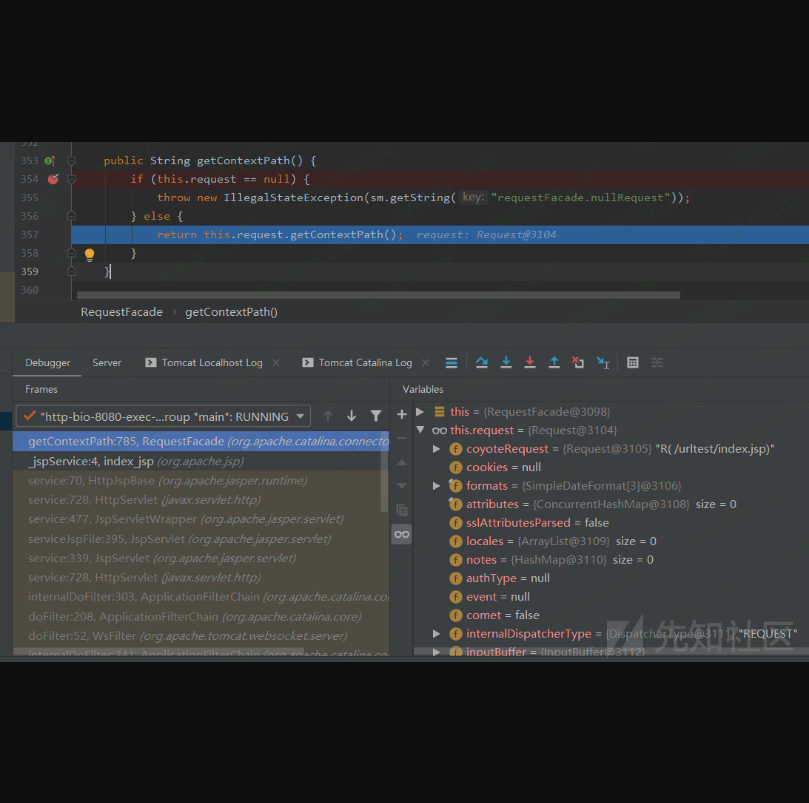 352
353 public String getContextPath() {
354 if (this.request == null) {
355 throw new IllegalStateException(sm.getString( key: "requestFacade.nullRequest"));
356 } else {
357 return this.request.getContextPath(); request: Request@3104
358 }
359 }
360
RequestFacade › getContextPath()
Debugger Server Tomcat Localhost Log × Tomcat Catalina Log ×
Frames
Variables
"http-bio-8080-exec-...roup "main": RUNNING
getContextPath:785, RequestFacade (org.apache.catalina.connecto
_jspService:4, index_jsp (org.apache.jsp)
service:70, HttpJspBase (org.apache.jasper.runtime)
service:728, HttpServlet (javax.servlet.http)
service:477, JspServletWrapper (org.apache.jasper.servlet)
serviceJspFile:395, JspServlet (org.apache.jasper.servlet)
service:339, JspServlet (org.apache.jasper.servlet)
service:728, HttpServlet (javax.servlet.http)
internalDoFilter:303, ApplicationFilterChain (org.apache.catalina.co
doFilter:208, ApplicationFilterChain (org.apache.catalina.core)
doFilter:52, WsFilter (org.apache.tomcat.websocket.server)
internalDoFilter:241, ApplicationFilterChain (org.apache.catalina.co
this = {RequestFacade@3098}
this.request = {Request@3104}
coyoteRequest = {Request@3105} "R( /urltest/index.jsp)"
cookies = null
formats = {SimpleDateFormat[3]@3106}
attributes = {ConcurrentHashMap@3108} size = 0
sslAttributesParsed = false
locales = {ArrayList@3109} size = 0
notes = {HashMap@3110} size = 0
authType = null
event = null
comet = false
internalDispatcherType = {DispatcherType@3111} "REQUEST"
inputBuffer = {InputBuffer@3112}
先知社区